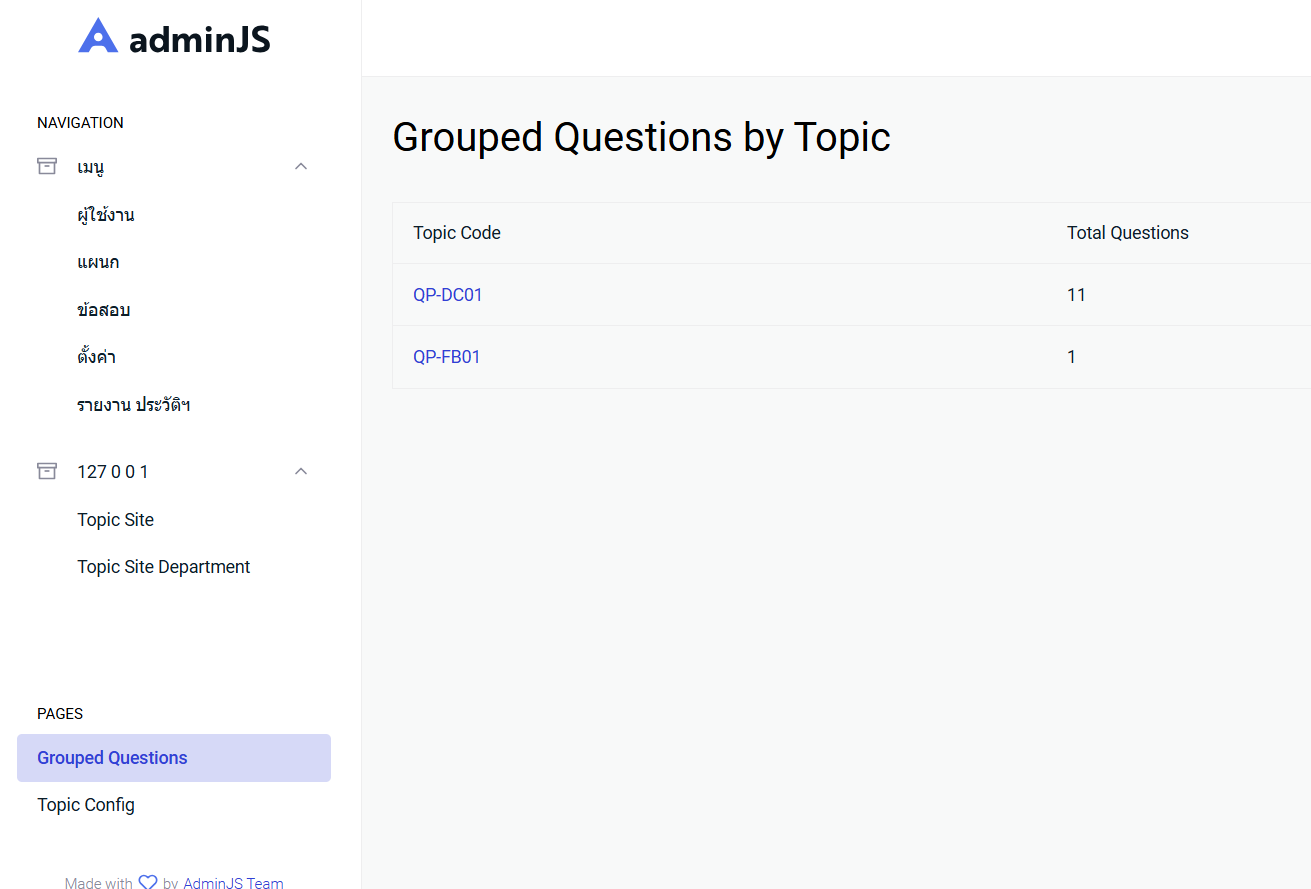 adminJS
NAVIGATION
เมนู
ผู้ใช้งาน
แผนก
ข้อสอบ
ตั้งค่า
รายงาน ประวัติฯ
127 0 0 1
Topic Site
Topic Site Department
PAGES
Grouped Questions
Topic Config
Made with by AdminJS Team
Grouped Questions by Topic
Topic Code Total Questions
QP-DC01 11
QP-FB01 1